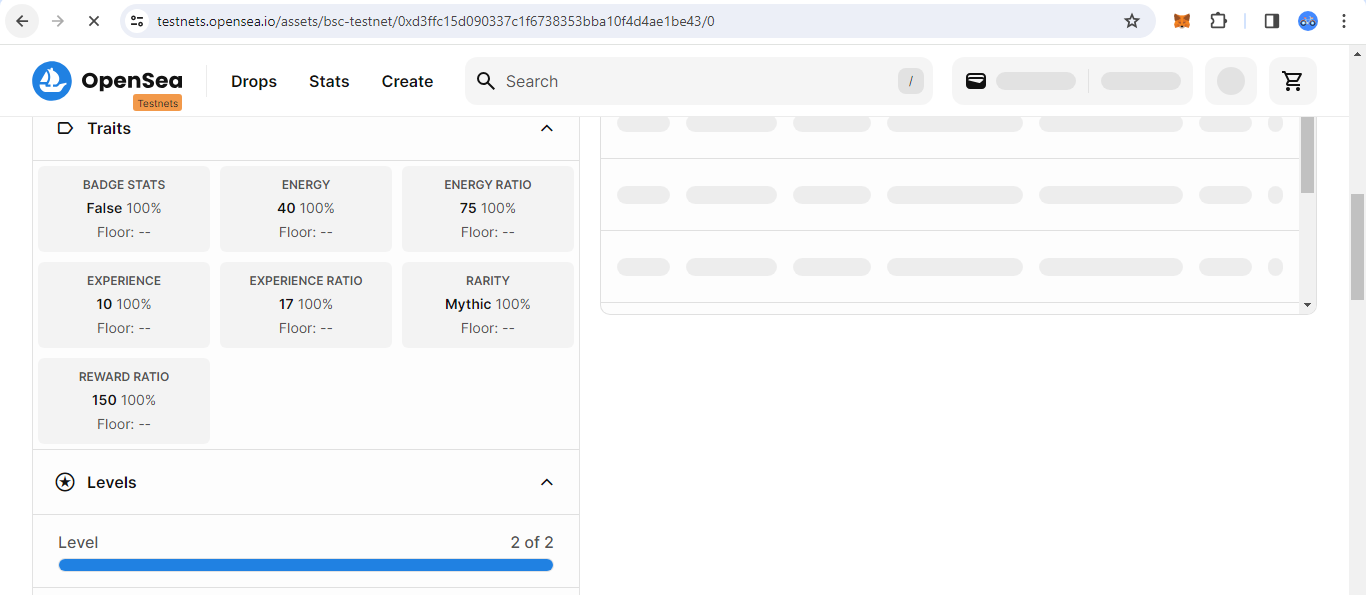 testnets.opensea.io/assets/bsc-testnet/0xd3ffc15d090337c1f6738353bba10f4d4ae1be43/0
OpenSea
Testnets
Drops
Stats
Create
Search
/
Traits
BADGE STATS
False 100%
Floor: --
ENERGY
40 100%
Floor: --
ENERGY RATIO
75 100%
Floor: --
EXPERIENCE
10 100%
Floor: --
EXPERIENCE RATIO
17 100%
Floor: --
RARITY
Mythic 100%
Floor: --
REWARD RATIO
150 100%
Floor: --
Levels
Level
2 of 2